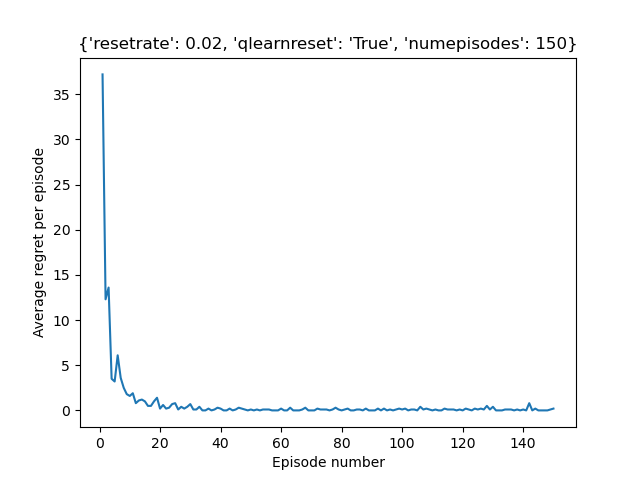 {'resetrate': 0.02, 'qlearnreset': 'True', 'numepisodes': 150}
Average regret per episode
35
30
25
20
15
10
5
0
0 20 40 60 80 100 120 140
Episode number